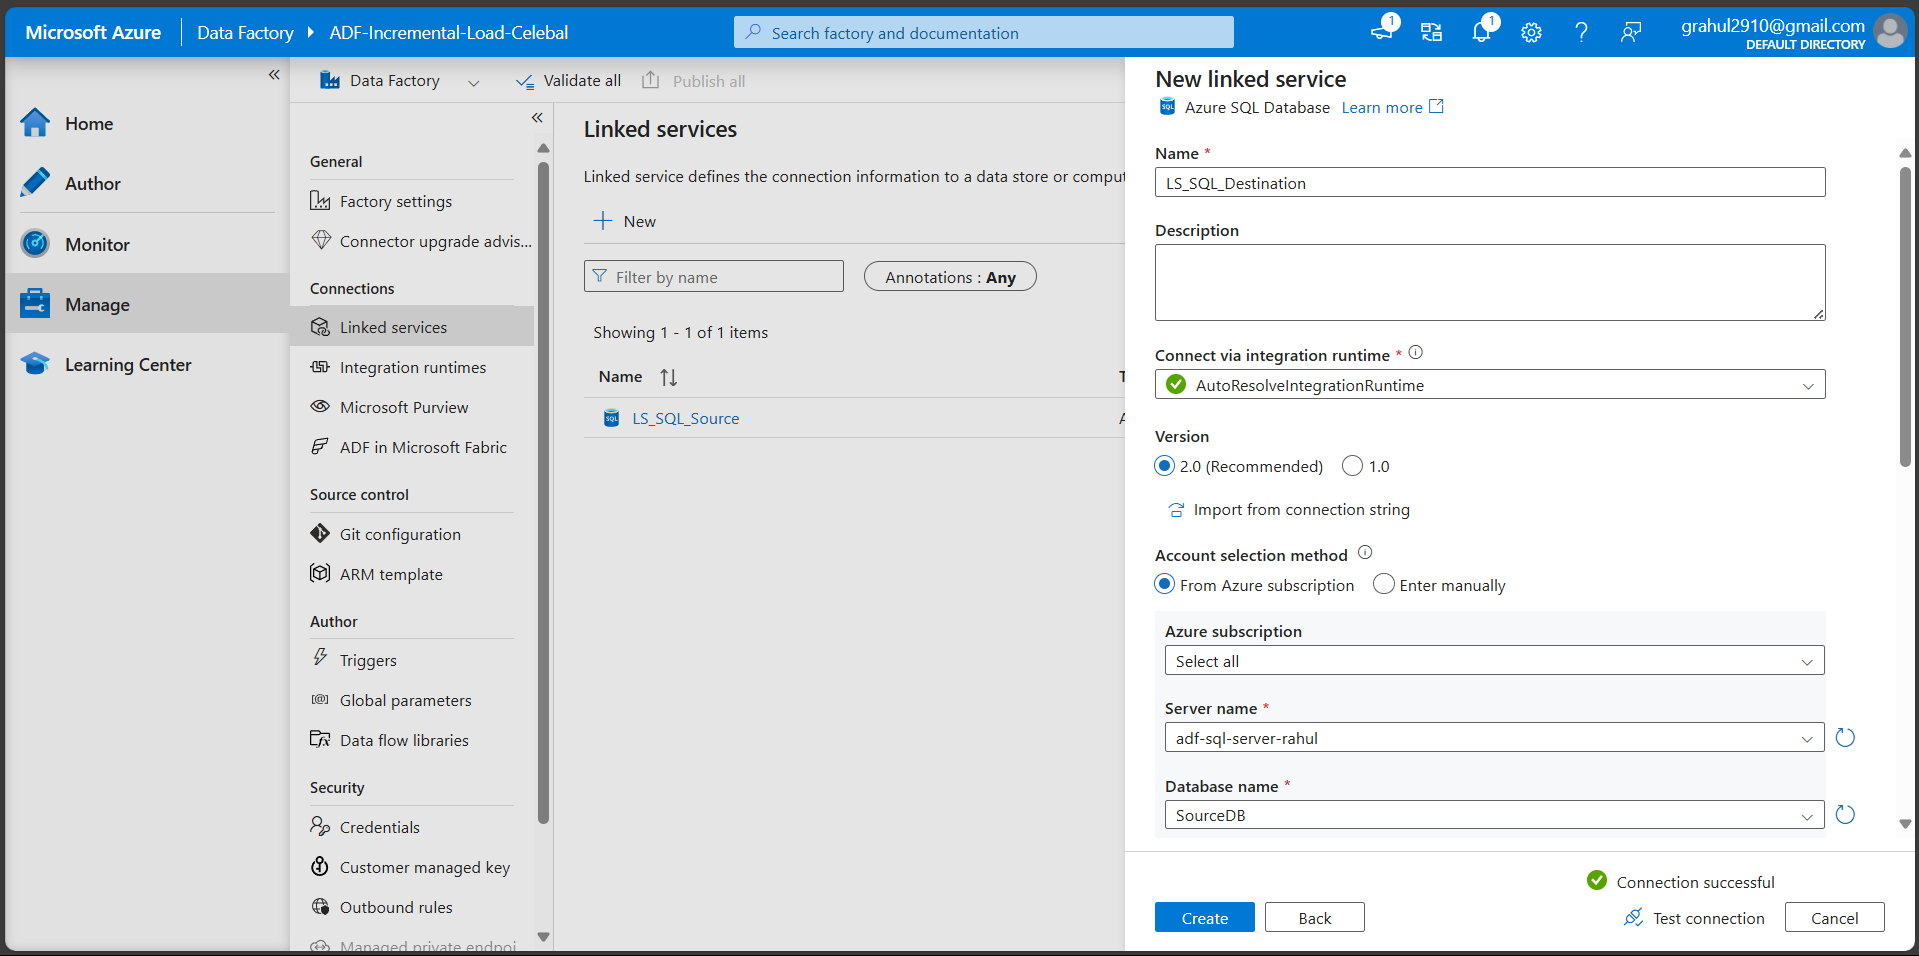 Microsoft Azure
Data Factory
ADF-Incremental-Load-Celebal
Search factory and documentation
1
1
grahul2910@gmail.com
DEFAULT DIRECTORY
Home
Author
Monitor
Manage
Learning Center
Data Factory
Validate all
Publish all
General
Factory settings
Connector upgrade advis...
Connections
Linked services
Integration runtimes
Microsoft Purview
ADF in Microsoft Fabric
Source control
Git configuration
ARM template
Author
Triggers
Global parameters
Data flow libraries
Security
Credentials
Customer managed key
Outbound rules
Managed private endpoi
Linked services
Linked service defines the connection information to a data store or comput
New
Filter by name
Annotations : Any
Showing 1 - 1 of 1 items
Name
SQL LS_SQL_Source
New linked service
SQL Azure SQL Database Learn more
Name *
LS_SQL_Destination
Description
Connect via integration runtime *
AutoResolveIntegrationRuntime
Version
2.0 (Recommended) 1.0
Import from connection string
Account selection method
From Azure subscription Enter manually
Azure subscription
Select all
Server name *
adf-sql-server-rahul
Database name *
SourceDB
Connection successful
Create
Back
Test connection
Cancel